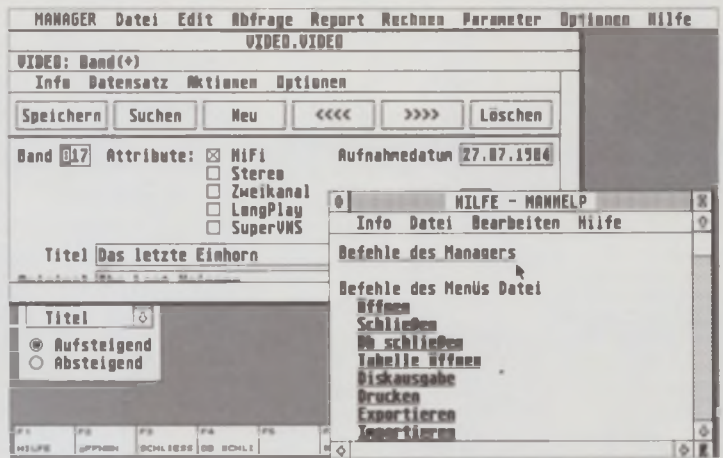 MANAGER Datei Edit Abfrage Report Rechnen Parameter Optionen Hilfe
VIDEO.VIDEO
VIDEO: Band(+)
Info Datensatz Aktionen Optionen
Speichern Suchen Neu <<<< >>>> Löschen
Band 017 Attribute: HiFi Aufnahmedatum 27.07.1984
Stereo
Zweikanal
LongPlay
SuperVHS
Titel Das letzte Einhorn
Titel
Aufsteigend
Absteigend
HILFE - MANHELP
Info Datei Bearbeiten Hilfe
Befehle des Managers
Befehle des Menüs Datei
Öffnen
Schließen
Db schließen
Tabelle öffnen
Diskausgabe
Drucken
Exportieren
Importieren
F1 F2 F3 F4 F5
HILFE ÖFFNEN SCHLIESS DB SCHLI